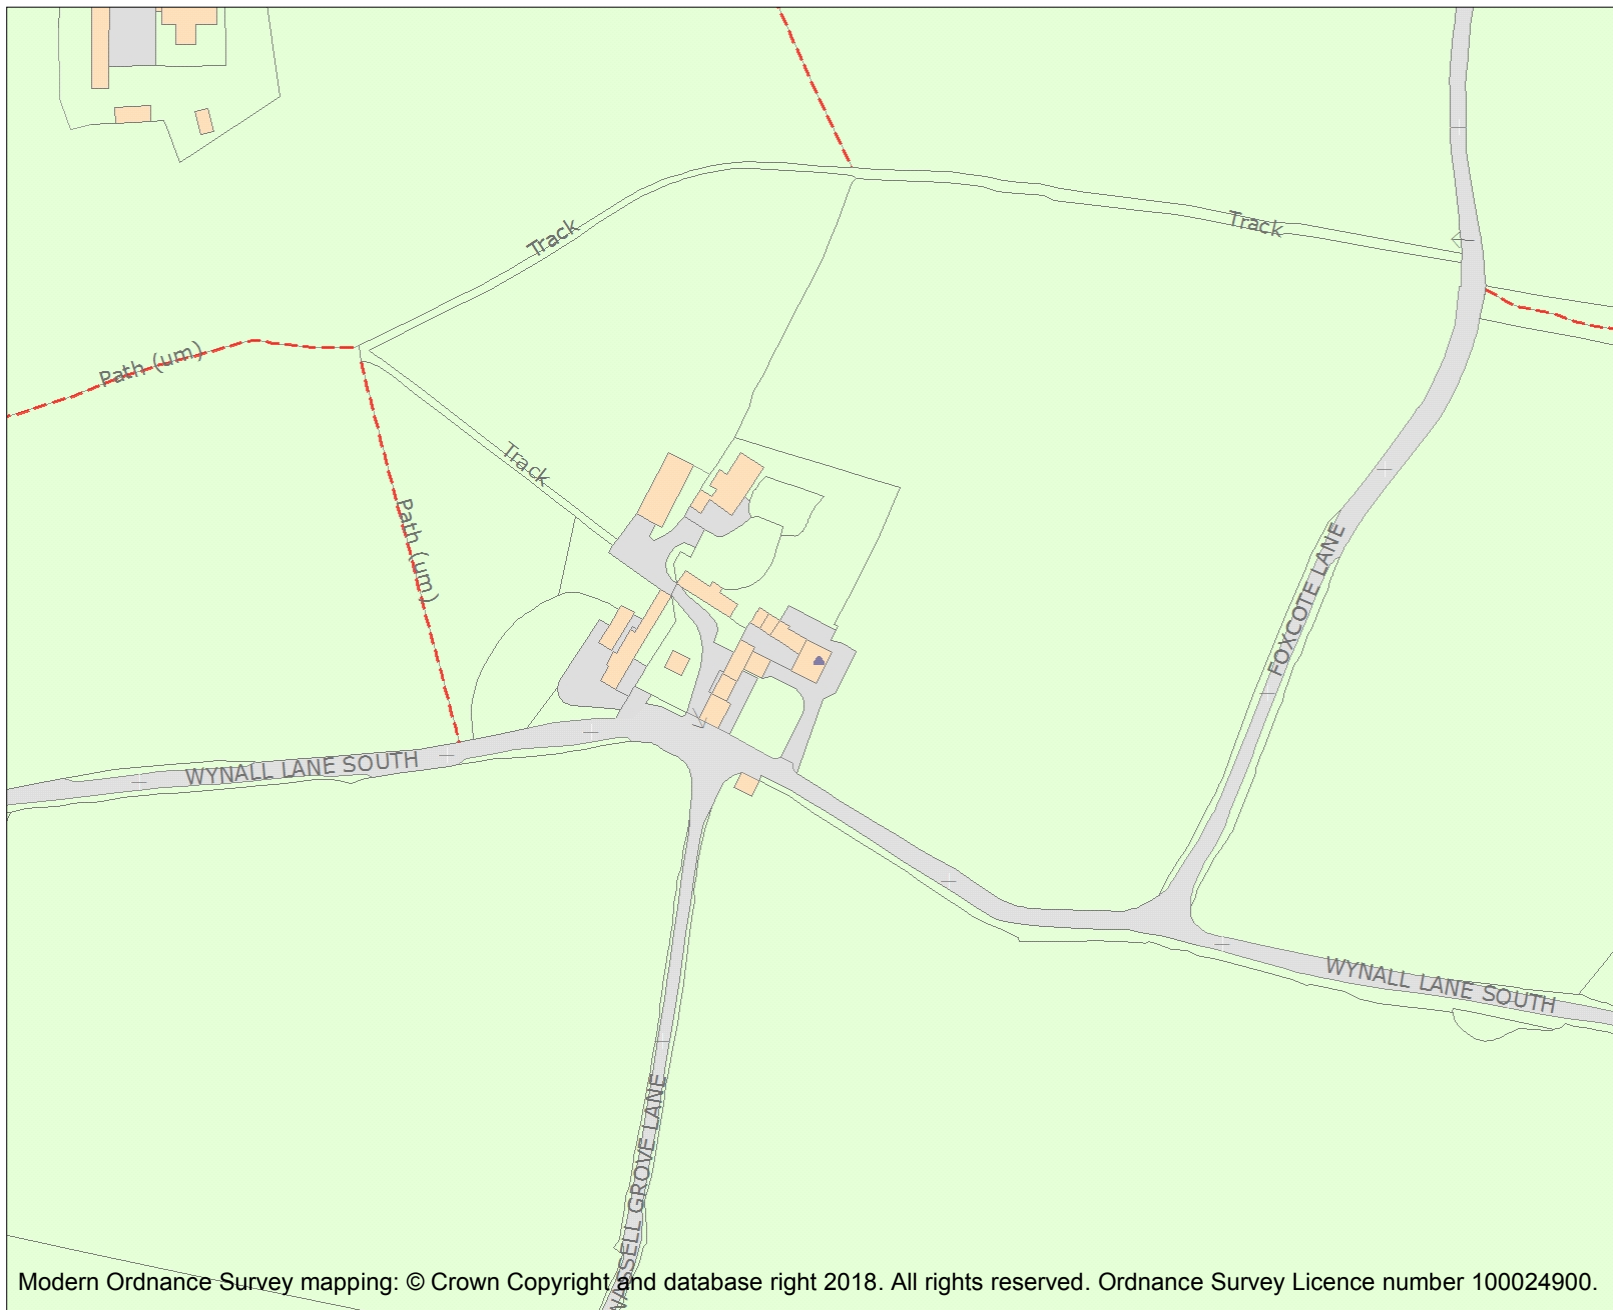 Track
Track
Path (um)
Track
Path (um)
FOXCOTE LANE
WYNALL LANE SOUTH
WYNALL LANE SOUTH
WASSELL GROVE LANE
Modern Ordnance Survey mapping: © Crown Copyright and database right 2018. All rights reserved. Ordnance Survey Licence number 100024900.